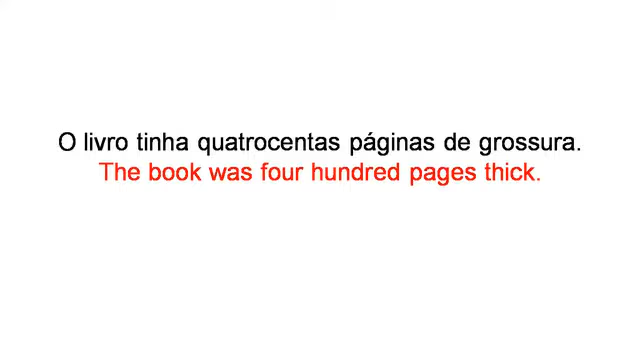 O livro tinha quatrocentas páginas de grossura.
The book was four hundred pages thick.